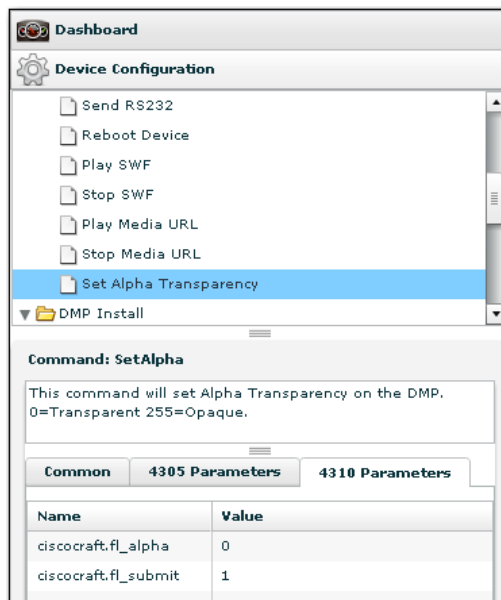 Dashboard
Device Configuration
Send RS232
Reboot Device
Play SWF
Stop SWF
Play Media URL
Stop Media URL
Set Alpha Transparency
DMP Install
Command: SetAlpha
This command will set Alpha Transparency on the DMP.
0=Transparent 255=Opaque.
Common 4305 Parameters 4310 Parameters
Name Value
ciscocraft.fl_alpha 0
ciscocraft.fl_submit 1